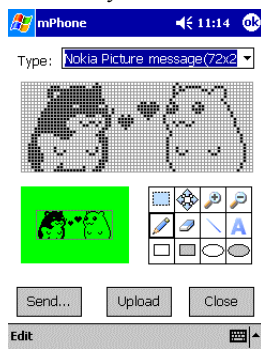 mPhone 11:14 ok
Type: Nokia Picture message(72x2
A
Send... Upload Close
Edit